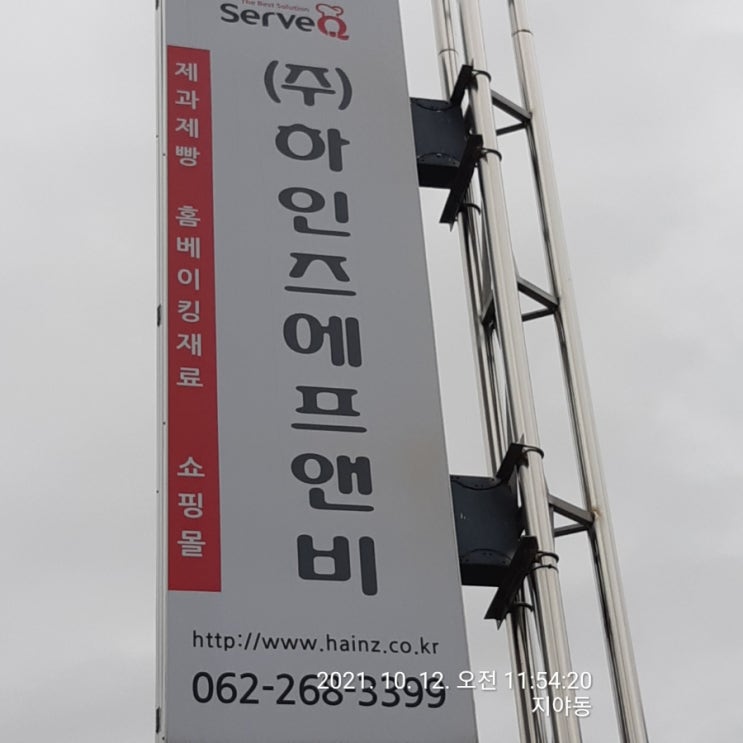 The Best Solution
ServeQ
(주)하인즈에프앤비
제과제빵 홈베이킹재료 쇼핑몰
http://www.hainz.co.kr
062-268-3399
2021. 10. 12. 오전 11:54:20
지야동